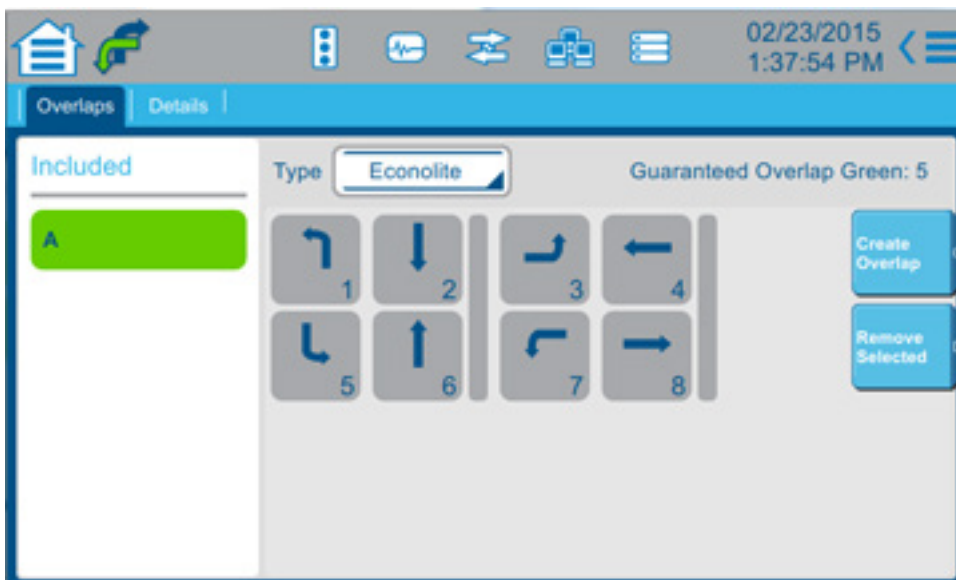 02/23/2015
1:37:54 PM
Overlaps
Details
Included
Type
Econolite
Guaranteed Overlap Green: 5
A
1
2
3
4
Create
Overlap
5
6
7
8
Remove
Selected